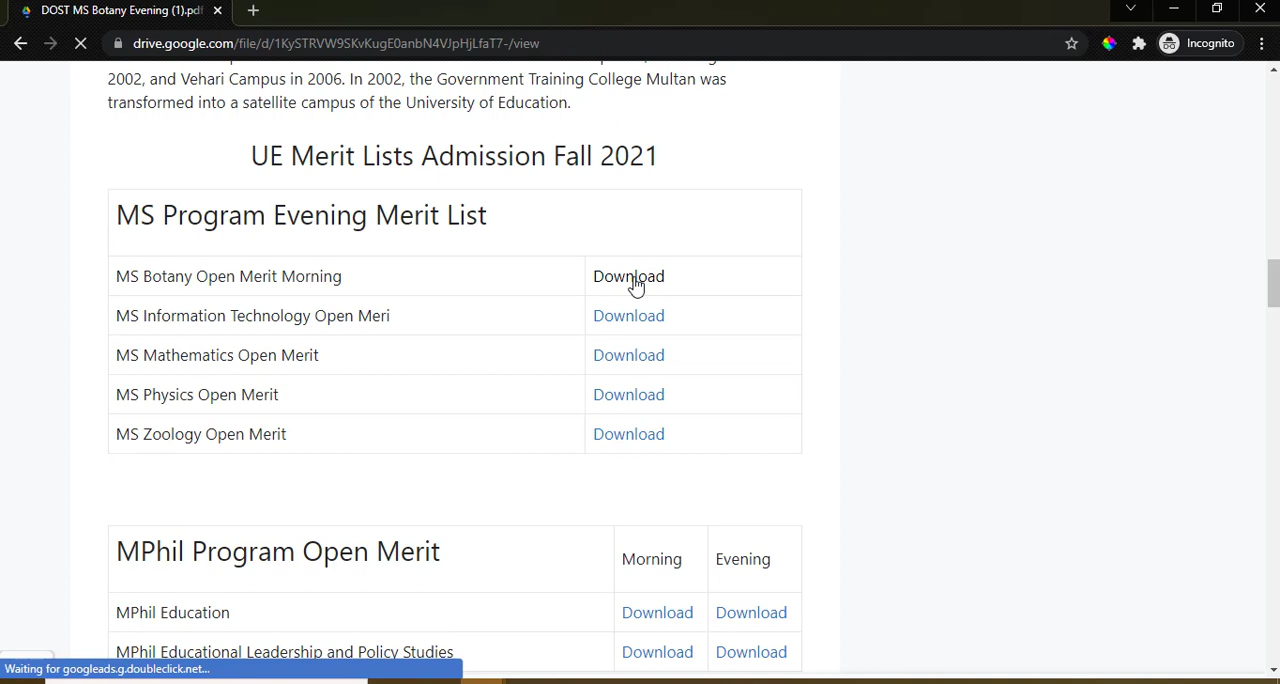 DOST MS Botany Evening (1).pdf
drive.google.com/file/d/1KySTRVW9SKvKugE0anbN4VJpHjLfaT7-/view
Incognito
2002, and Vehari Campus in 2006. In 2002, the Government Training College Multan was
transformed into a satellite campus of the University of Education.
UE Merit Lists Admission Fall 2021
MS Program Evening Merit List
MS Botany Open Merit Morning Download
MS Information Technology Open Meri Download
MS Mathematics Open Merit Download
MS Physics Open Merit Download
MS Zoology Open Merit Download
MPhil Program Open Merit Morning Evening
MPhil Education Download Download
MPhil Educational Leadership and Policy Studies Download Download
Waiting for googleads.g.doubleclick.net...